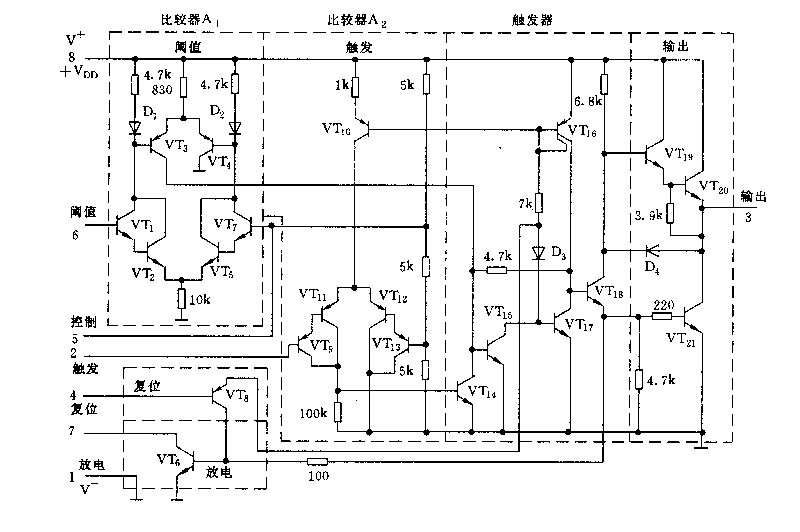 比较器A₁ 比较器A₂ 触发器
V⁺ 阈值 触发 输出
8
+V_DD
4.7k
830 4.7k 1k 5k 6.8k
D₁ D₂
VT₃ VT₄ VT₁₀ VT₁₆ VT₁₉
VT₂₀
7k 3.9k 输出
3
阈值
6
VT₁ VT₇
VT₂ VT₅
5k 4.7k D₃ D₄
10k
VT₁₁ VT₁₂ VT₁₅ VT₁₈
220
控制
5
2
触发
VT₉ VT₁₃ VT₁₇ VT₂₁
5k
4 复位 VT₈ VT₁₄ 4.7k
复位
100k
7
VT₆ 放电
放电
1
V⁻
100